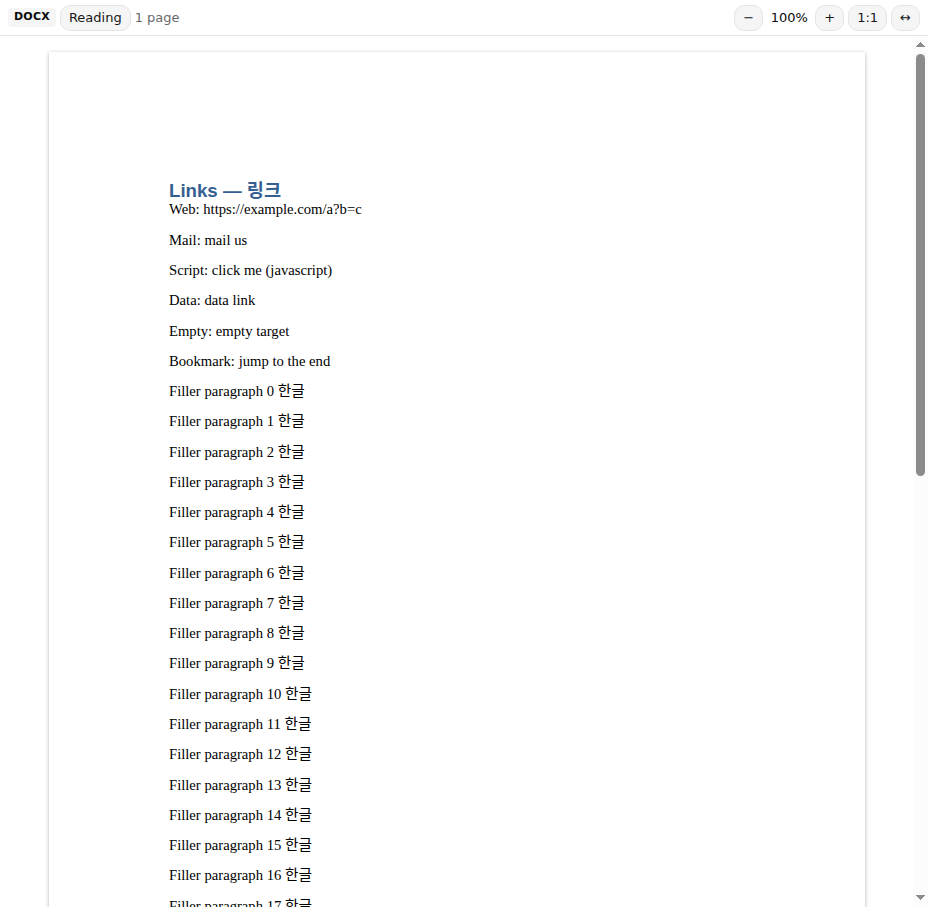 DOCX Reading 1 page − 100% + 1:1 ↔
Links — 링크
Web: https://example.com/a?b=c
Mail: mail us
Script: click me (javascript)
Data: data link
Empty: empty target
Bookmark: jump to the end
Filler paragraph 0 한글
Filler paragraph 1 한글
Filler paragraph 2 한글
Filler paragraph 3 한글
Filler paragraph 4 한글
Filler paragraph 5 한글
Filler paragraph 6 한글
Filler paragraph 7 한글
Filler paragraph 8 한글
Filler paragraph 9 한글
Filler paragraph 10 한글
Filler paragraph 11 한글
Filler paragraph 12 한글
Filler paragraph 13 한글
Filler paragraph 14 한글
Filler paragraph 15 한글
Filler paragraph 16 한글
Filler paragraph 17 한글